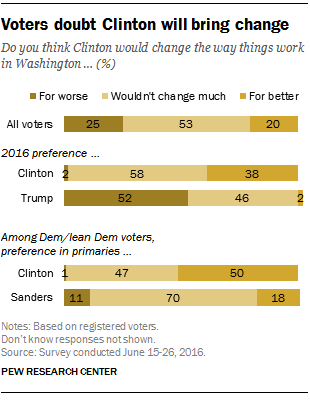 Voters doubt Clinton will bring change
Do you think Clinton would change the way things work
in Washington ... (%)
For worse Wouldn't change much For better
All voters 25 53 20
2016 preference ...
Clinton 2 58 38
Trump 52 46 2
Among Dem/lean Dem voters,
preference in primaries ...
Clinton 1 47 50
Sanders 11 70 18
Notes: Based on registered voters.
Don't know responses not shown.
Source: Survey conducted June 15-26, 2016.
PEW RESEARCH CENTER